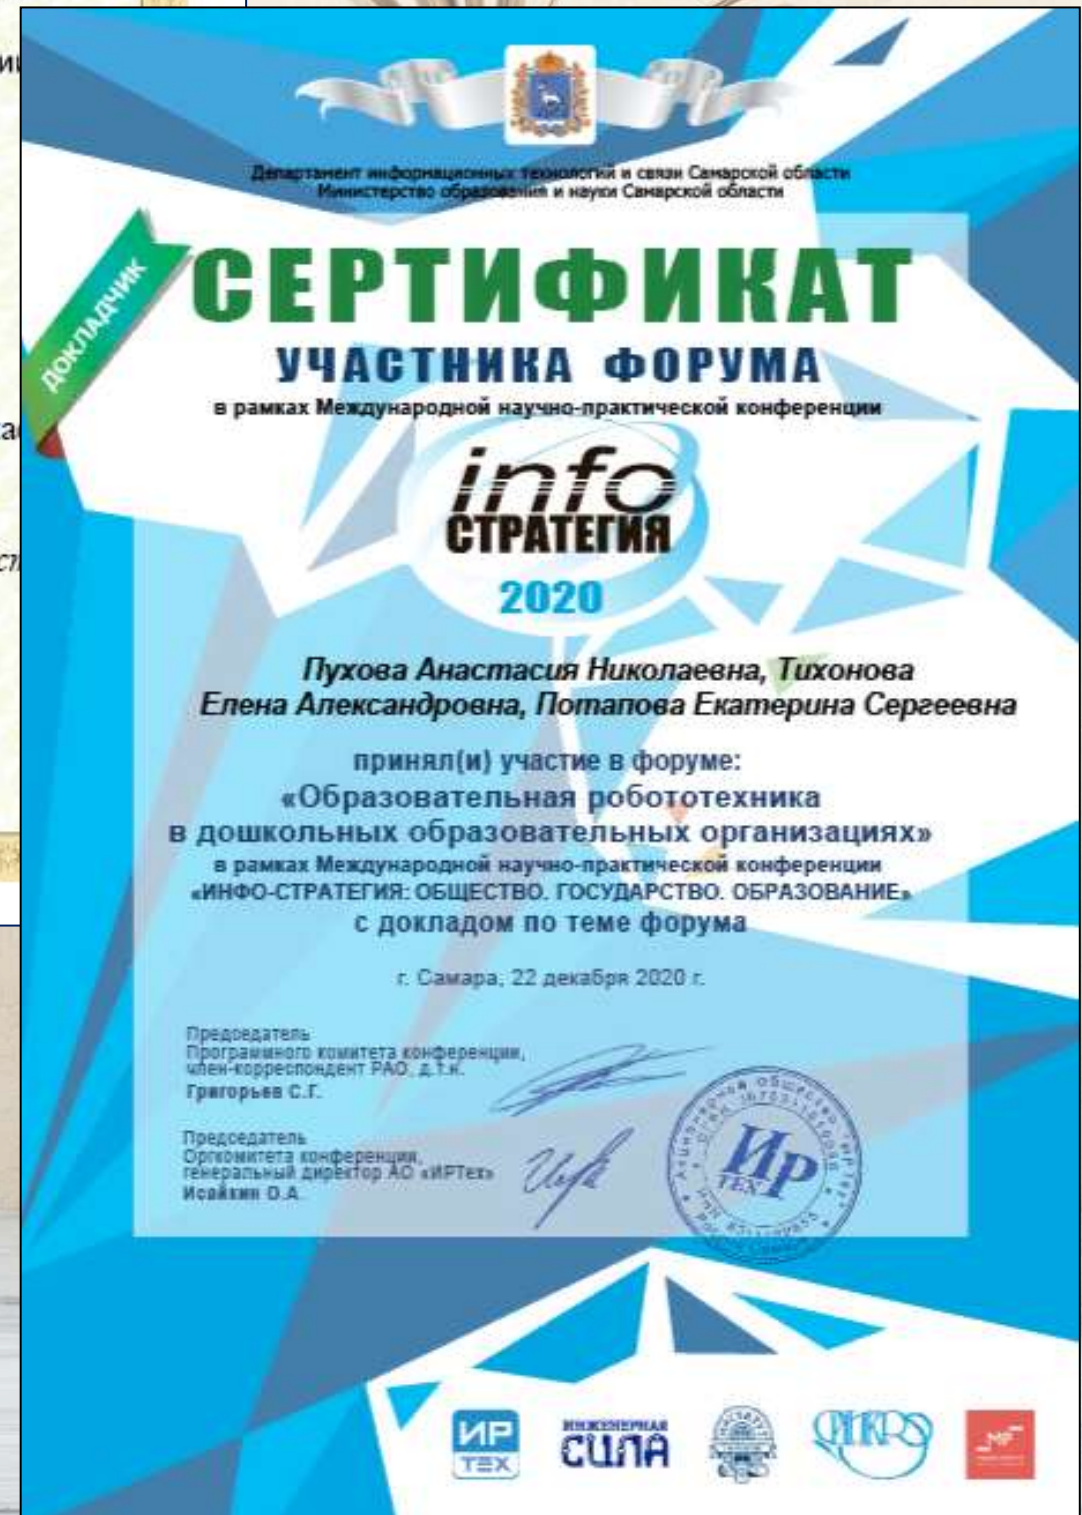 Департамент информационных технологий и связи Самарской области
Министерство образования и науки Самарской области
ДОКЛАДЧИК
СЕРТИФИКАТ
УЧАСТНИКА ФОРУМА
в рамках Международной научно-практической конференции
info
СТРАТЕГИЯ
2020
Пухова Анастасия Николаевна, Тихонова
Елена Александровна, Потапова Екатерина Сергеевна
принял(и) участие в форуме:
«Образовательная робототехника
в дошкольных образовательных организациях»
в рамках Международной научно-практической конференции
«ИНФО-СТРАТЕГИЯ: ОБЩЕСТВО. ГОСУДАРСТВО. ОБРАЗОВАНИЕ»
с докладом по теме форума
г. Самара, 22 декабря 2020 г.
Председатель
Программного комитета конференции,
член-корреспондент РАО, д.т.н.
Григорьев С.Г.
Председатель
Оргкомитета конференции,
генеральный директор АО «ИРТех»
Исайкин О.А.
Ир
ТЕХ
ИР
ТЕХ
ИНЖЕНЕРНАЯ
СИЛА